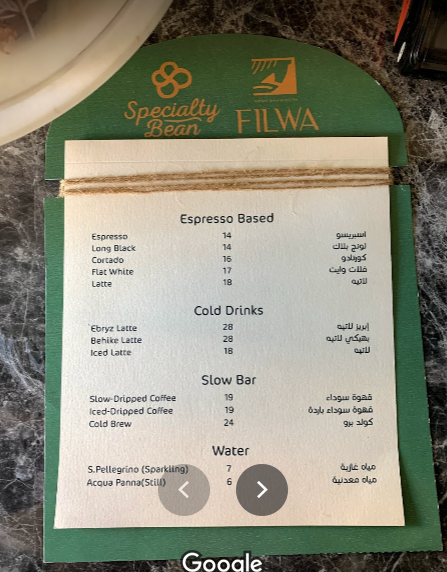 Specialty
Bean
FILWA
Espresso Based
Espresso 14 اسبريسو
Long Black 14 لونج بلاك
Cortado 16 كورتادو
Flat White 17 فلات وايت
Latte 18 لاتيه
Cold Drinks
Ebryz Latte 28 إبريز لاتيه
Behike Latte 28 بهيكي لاتيه
Iced Latte 18 لاتيه
Slow Bar
Slow-Dripped Coffee 19 قهوة سوداء
Iced-Dripped Coffee 19 قهوة سوداء باردة
Cold Brew 24 كولد برو
Water
S.Pellegrino (Sparkling) 7 مياه غازية
Acqua Panna(Still) 6 مياه معدنية
Google